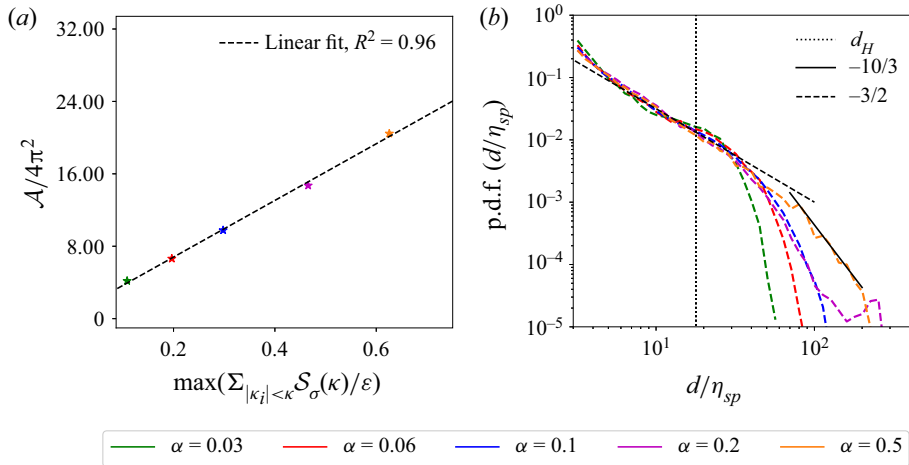 (a)
32.00
24.00
16.00
8.00
0
𝒜/4π²
Linear fit, R² = 0.96
0.2 0.4 0.6
max(Σ|κᵢ|<κ 𝒮σ(κ)/ε)
(b)
10⁰
10⁻¹
10⁻²
10⁻³
10⁻⁴
10⁻⁵
p.d.f. (d/ηsp)
d_H
−10/3
−3/2
10¹ 10²
d/ηsp
α = 0.03 α = 0.06 α = 0.1 α = 0.2 α = 0.5